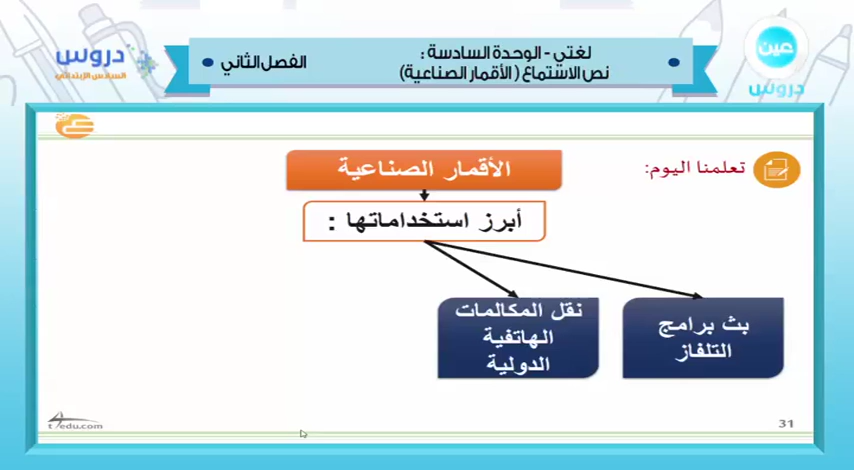 عين
دروس
لغتي - الوحدة السادسة :
نص الاستماع ( الأقمار الصناعية)
الفصل الثاني
دروس
السادس الإبتدائي
تعلمنا اليوم:
الأقمار الصناعية
أبرز استخداماتها :
بث برامج
التلفاز
نقل المكالمات
الهاتفية
الدولية
t4edu.com
31